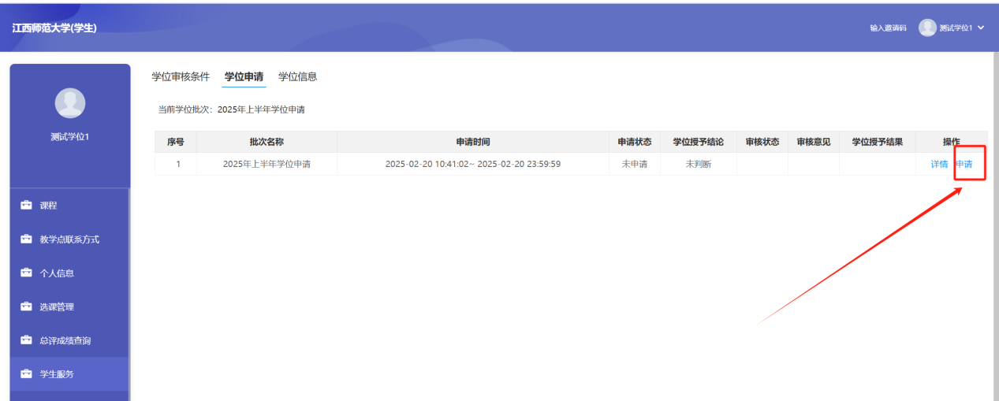 江西师范大学(学生)
输入邀请码 测试学位1
测试学位1
课程
教学点联系方式
个人信息
选课管理
总评成绩查询
学生服务
学位审核条件 学位申请 学位信息
当前学位批次：2025年上半年学位申请
序号 批次名称 申请时间 申请状态 学位授予结论 审核状态 审核意见 学位授予结果 操作
1 2025年上半年学位申请 2025-02-20 10:41:02~ 2025-02-20 23:59:59 未申请 未判断 详情 申请